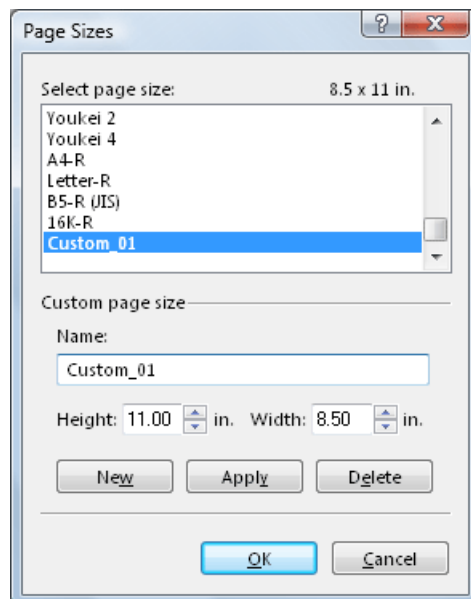 Page Sizes
Select page size: 8.5 x 11 in.
Youkei 2
Youkei 4
A4-R
Letter-R
B5-R (JIS)
16K-R
Custom_01
Custom page size
Name:
Custom_01
Height: 11.00 in. Width: 8.50 in.
New Apply Delete
OK Cancel